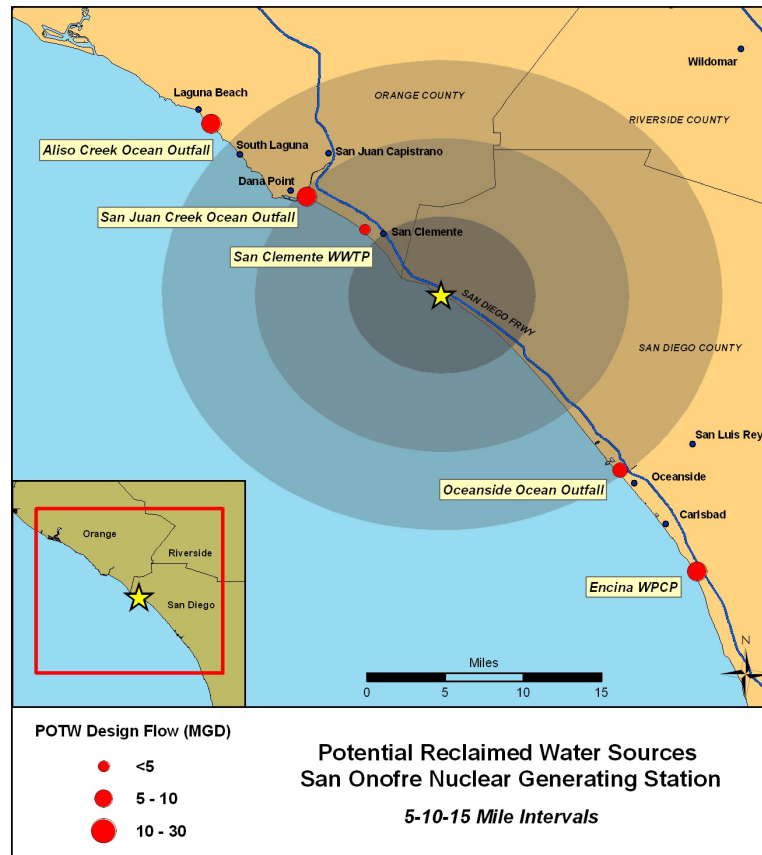 Wildomar
Laguna Beach
ORANGE COUNTY
RIVERSIDE COUNTY
Aliso Creek Ocean Outfall
South Laguna
San Juan Capistrano
Dana Point
San Juan Creek Ocean Outfall
San Clemente
San Clemente WWTP
SAN DIEGO FRWY
SAN DIEGO COUNTY
San Luis Rey
Oceanside Ocean Outfall
Oceanside
Carlsbad
Encina WPCP
Orange
Riverside
San Diego
N
Miles
0 5 10 15
POTW Design Flow (MGD)
<5
5 - 10
10 - 30
Potential Reclaimed Water Sources
San Onofre Nuclear Generating Station
5-10-15 Mile Intervals